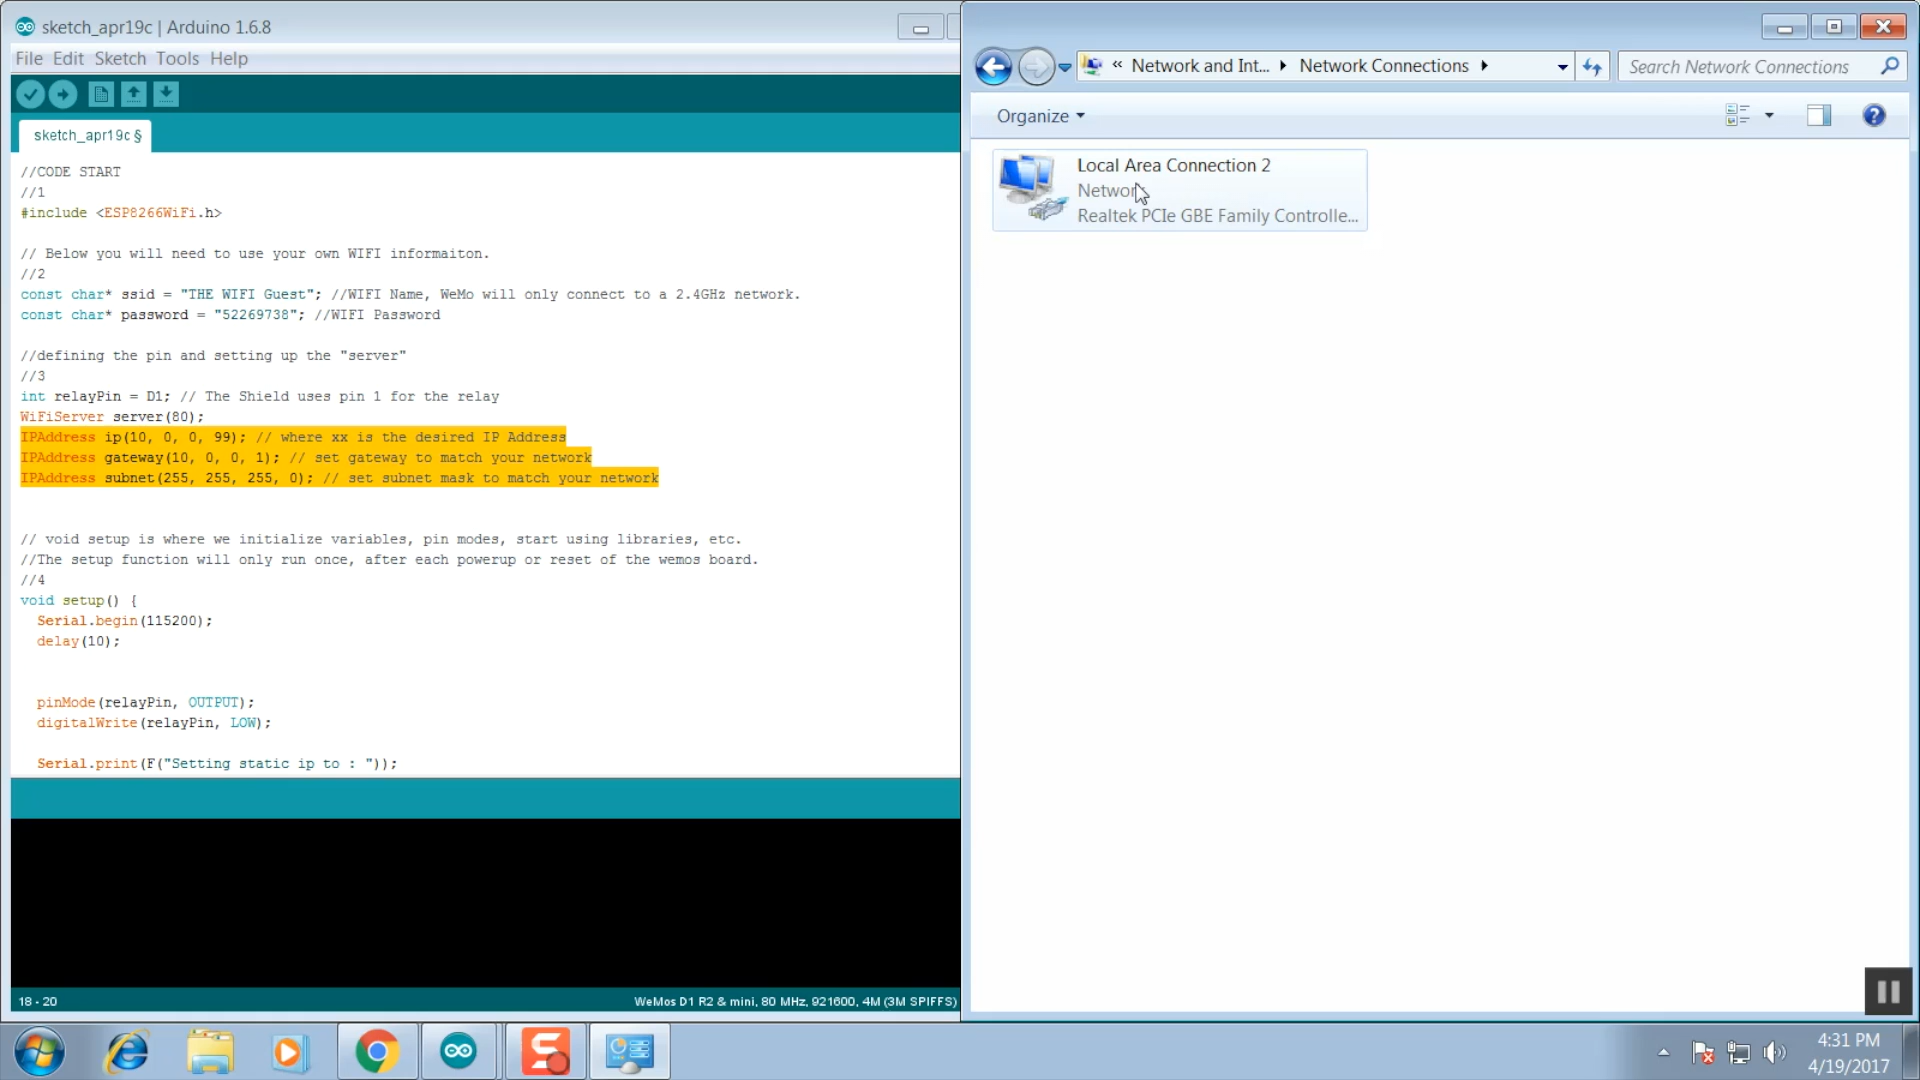 sketch_apr19c | Arduino 1.6.8
File Edit Sketch Tools Help
sketch_apr19c §
//CODE START
//1
#include <ESP8266WiFi.h>
// Below you will need to use your own WIFI informaiton.
//2
const char* ssid = "THE WIFI Guest"; //WIFI Name, WeMo will only connect to a 2.4GHz network.
const char* password = "52269738"; //WIFI Password
//defining the pin and setting up the "server"
//3
int relayPin = D1; // The Shield uses pin 1 for the relay
WiFiServer server(80);
IPAddress ip(10, 0, 0, 99); // where xx is the desired IP Address
IPAddress gateway(10, 0, 0, 1); // set gateway to match your network
IPAddress subnet(255, 255, 255, 0); // set subnet mask to match your network
// void setup is where we initialize variables, pin modes, start using libraries, etc.
//The setup function will only run once, after each powerup or reset of the wemos board.
//4
void setup() {
Serial.begin(115200);
delay(10);
pinMode(relayPin, OUTPUT);
digitalWrite(relayPin, LOW);
Serial.print(F("Setting static ip to : "));
18 - 20
WeMos D1 R2 & mini, 80 MHz, 921600, 4M (3M SPIFFS)
« Network and Int... Network Connections
Search Network Connections
Organize
Local Area Connection 2
Network
Realtek PCIe GBE Family Controlle...
4:31 PM
4/19/2017